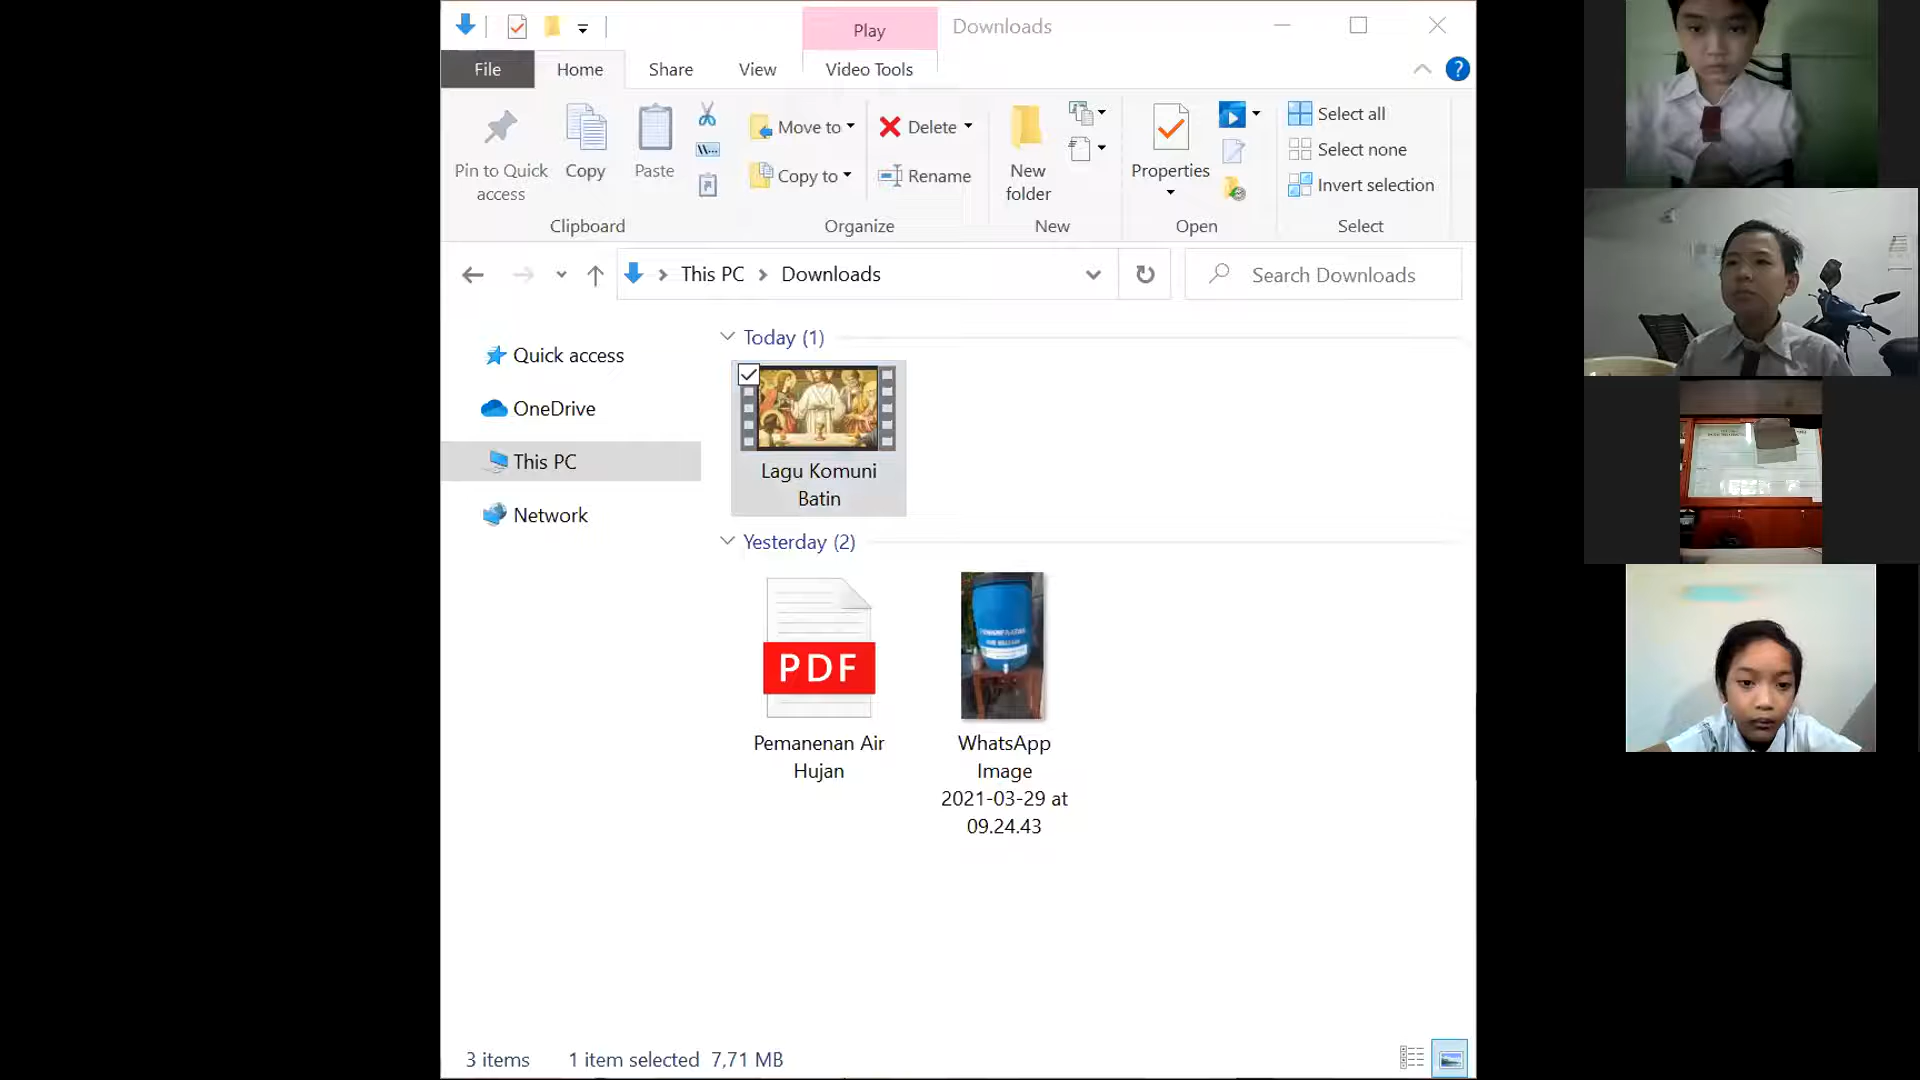 Play
Downloads
File
Home
Share
View
Video Tools
Pin to Quick
access
Copy
Paste
Move to
Copy to
Delete
Rename
New
folder
Properties
Select all
Select none
Invert selection
Clipboard
Organize
New
Open
Select
This PC
Downloads
Search Downloads
Quick access
OneDrive
This PC
Network
Today (1)
Lagu Komuni
Batin
Yesterday (2)
PDF
Pemanenan Air
Hujan
WhatsApp
Image
2021-03-29 at
09.24.43
3 items
1 item selected
7,71 MB